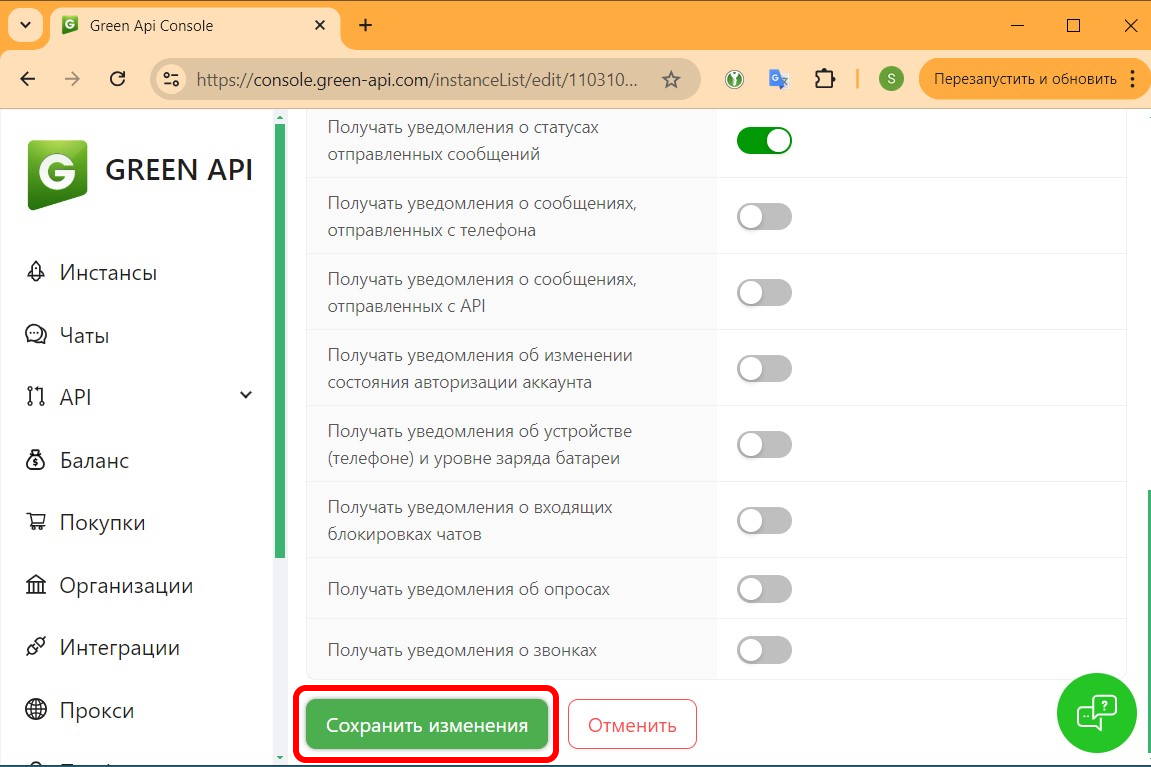 Green Api Console
https://console.green-api.com/instanceList/edit/110310...
S
Перезапустить и обновить
G
GREEN API
Инстансы
Чаты
API
Баланс
Покупки
Организации
Интеграции
Прокси
Получать уведомления о статусах
отправленных сообщений
Получать уведомления о сообщениях,
отправленных с телефона
Получать уведомления о сообщениях,
отправленных с API
Получать уведомления об изменении
состояния авторизации аккаунта
Получать уведомления об устройстве
(телефоне) и уровне заряда батареи
Получать уведомления о входящих
блокировках чатов
Получать уведомления об опросах
Получать уведомления о звонках
Сохранить изменения
Отменить